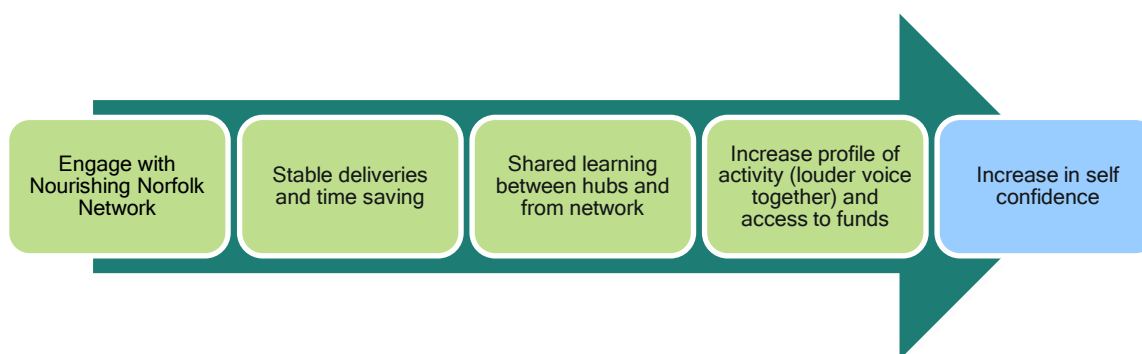 Engage with
Nourishing Norfolk
Network
Stable deliveries
and time saving
Shared learning
between hubs and
from network
Increase profile of
activity (louder voice
together) and
access to funds
Increase in self
confidence